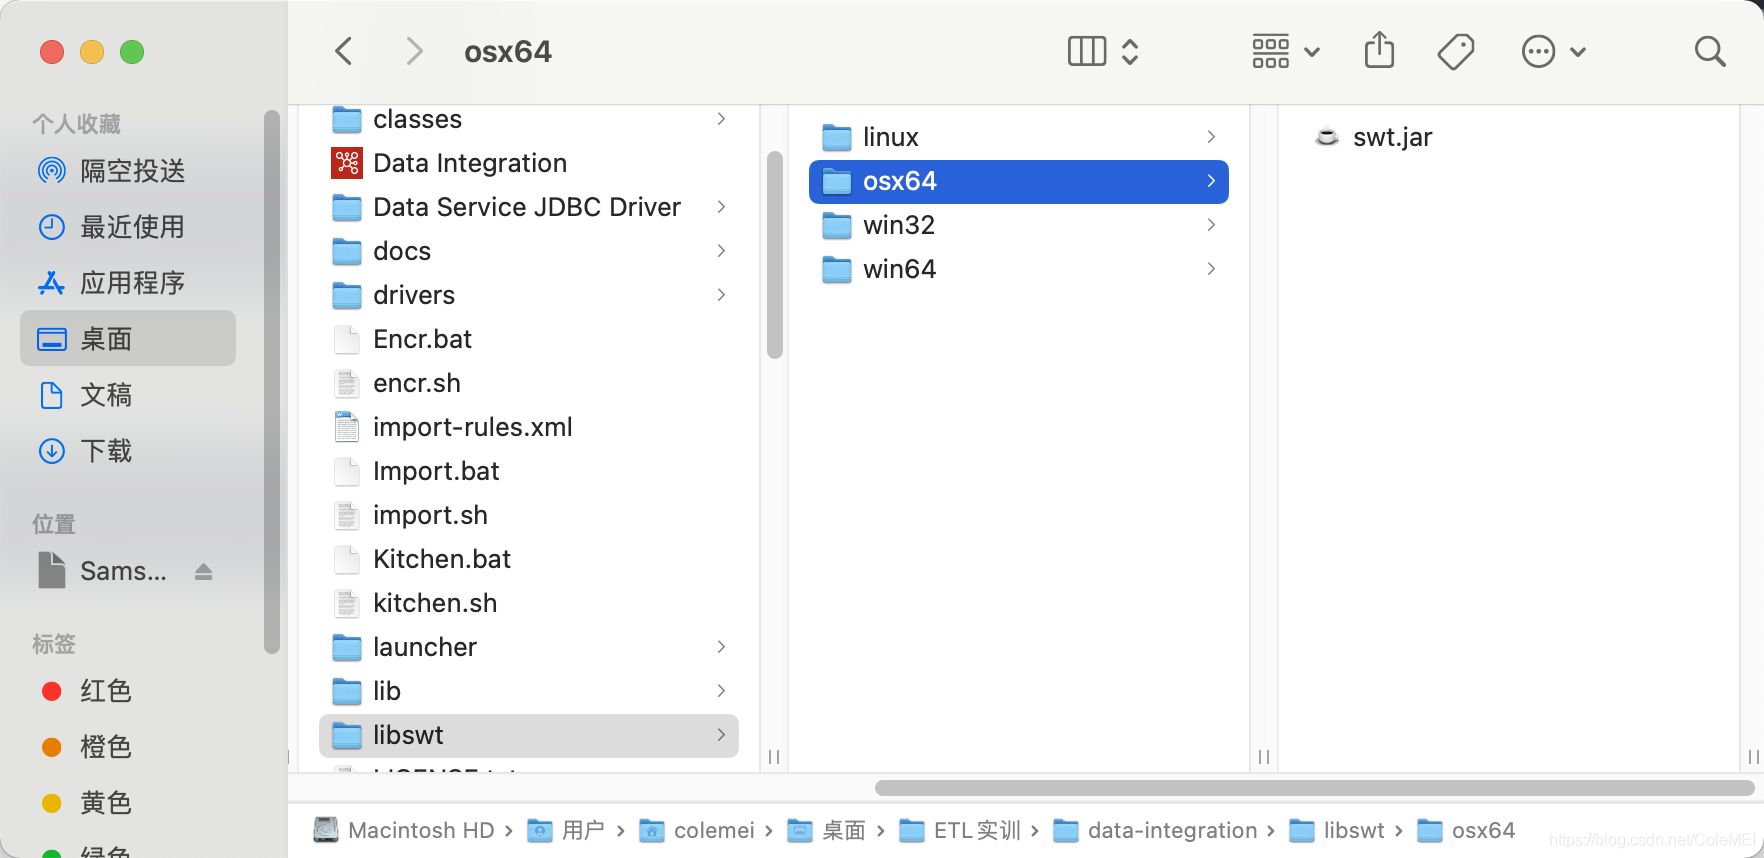 osx64
个人收藏
隔空投送
最近使用
应用程序
桌面
文稿
下载
位置
Sams...
标签
红色
橙色
黄色
绿色
classes
Data Integration
Data Service JDBC Driver
docs
drivers
Encr.bat
encr.sh
import-rules.xml
Import.bat
import.sh
Kitchen.bat
kitchen.sh
launcher
lib
libswt
linux
osx64
win32
win64
swt.jar
Macintosh HD › 用户 › colemei › 桌面 › ETL实训 › data-integration › libswt › osx64
https://blog.csdn.net/ColeMEI